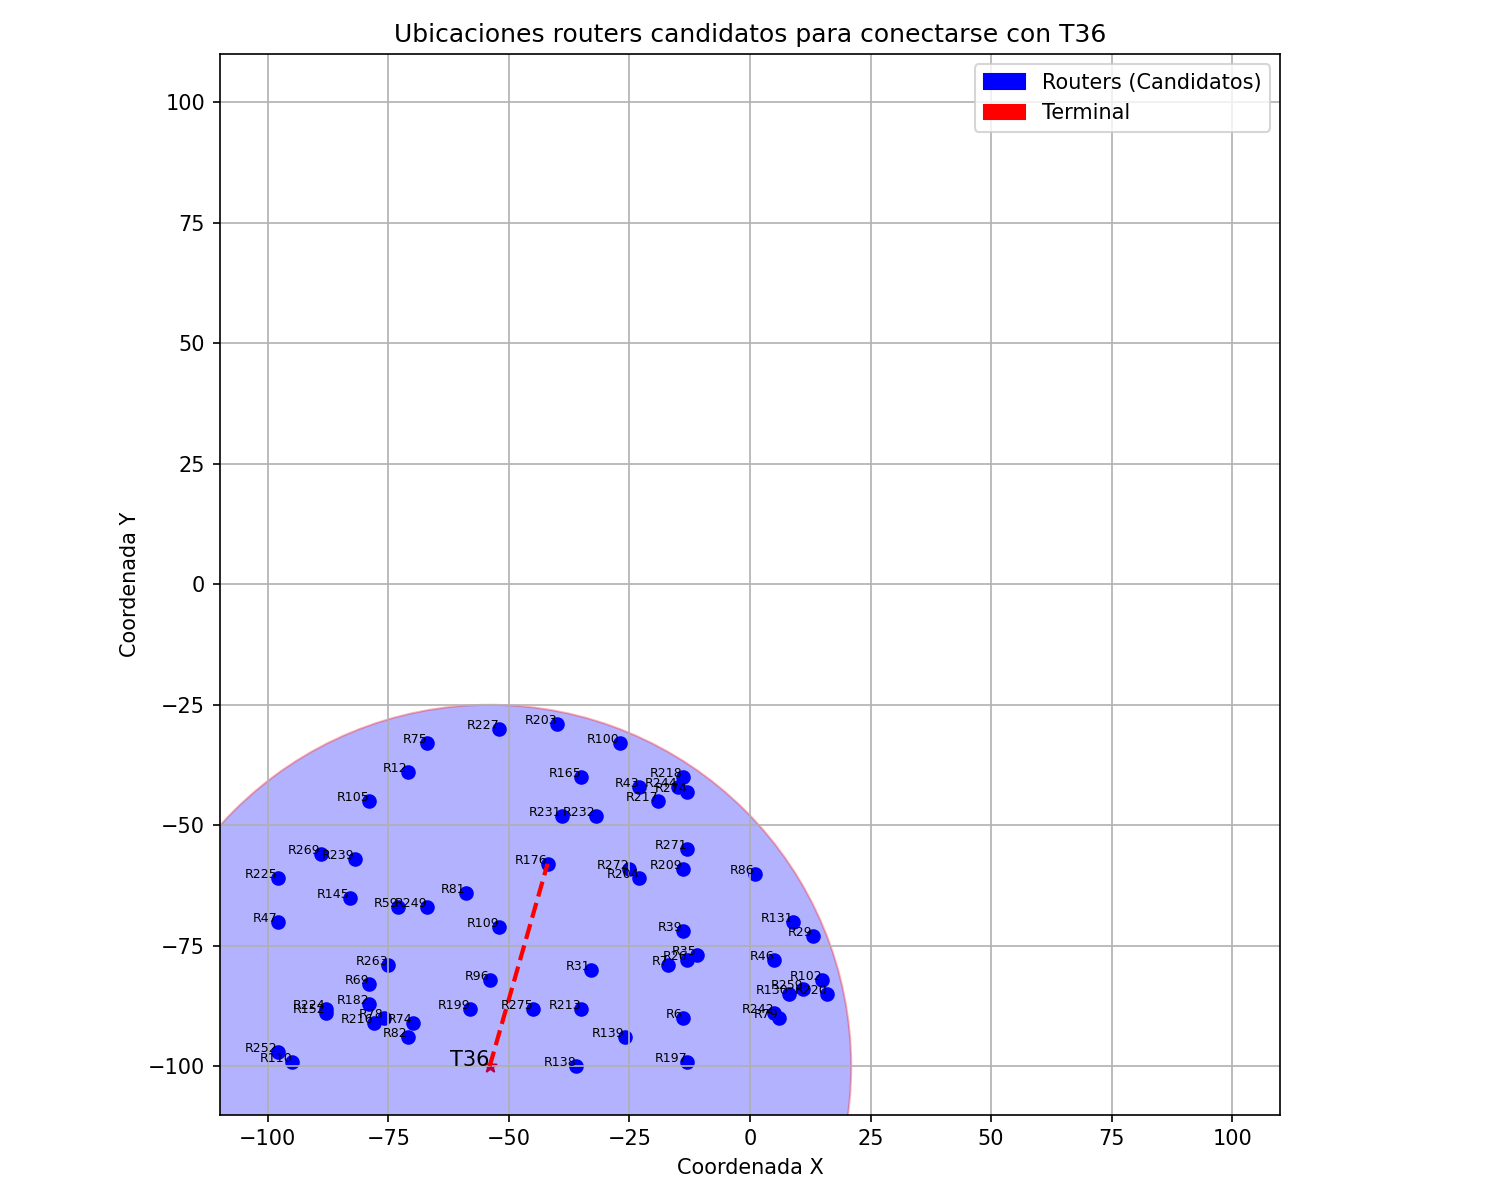 Ubicaciones routers candidatos para conectarse con T36
Routers (Candidatos)
Terminal
Coordenada Y
100
75
50
25
0
−25
−50
−75
−100
R203
R227
R100
R75
R12
R165
R218
R43
R244
R217
R105
R231
R232
R271
R269
R239
R176
R272
R209
R86
R225
R81
R145
R59
R249
R47
R131
R109
R39
R29
R35
R46
R263
R31
R96
R102
R69
R259
R182
R224
R199
R275
R213
R242
R6
R216
R74
R82
R139
R252
R110
T36
R138
R197
−100
−75
−50
−25
0
25
50
75
100
Coordenada X